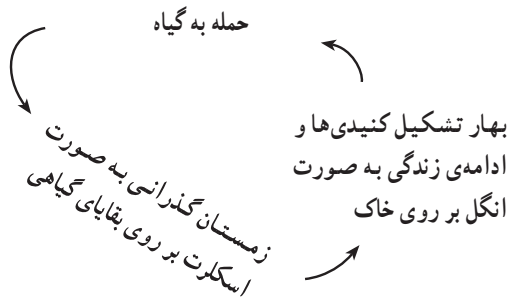 حمله به گیاه
زمستان گذرانی به صورت
اسکلرت بر روی بقایای گیاهی
بهار تشکیل کنیدی‌ها و
ادامه‌ی زندگی به صورت
انگل بر روی خاک